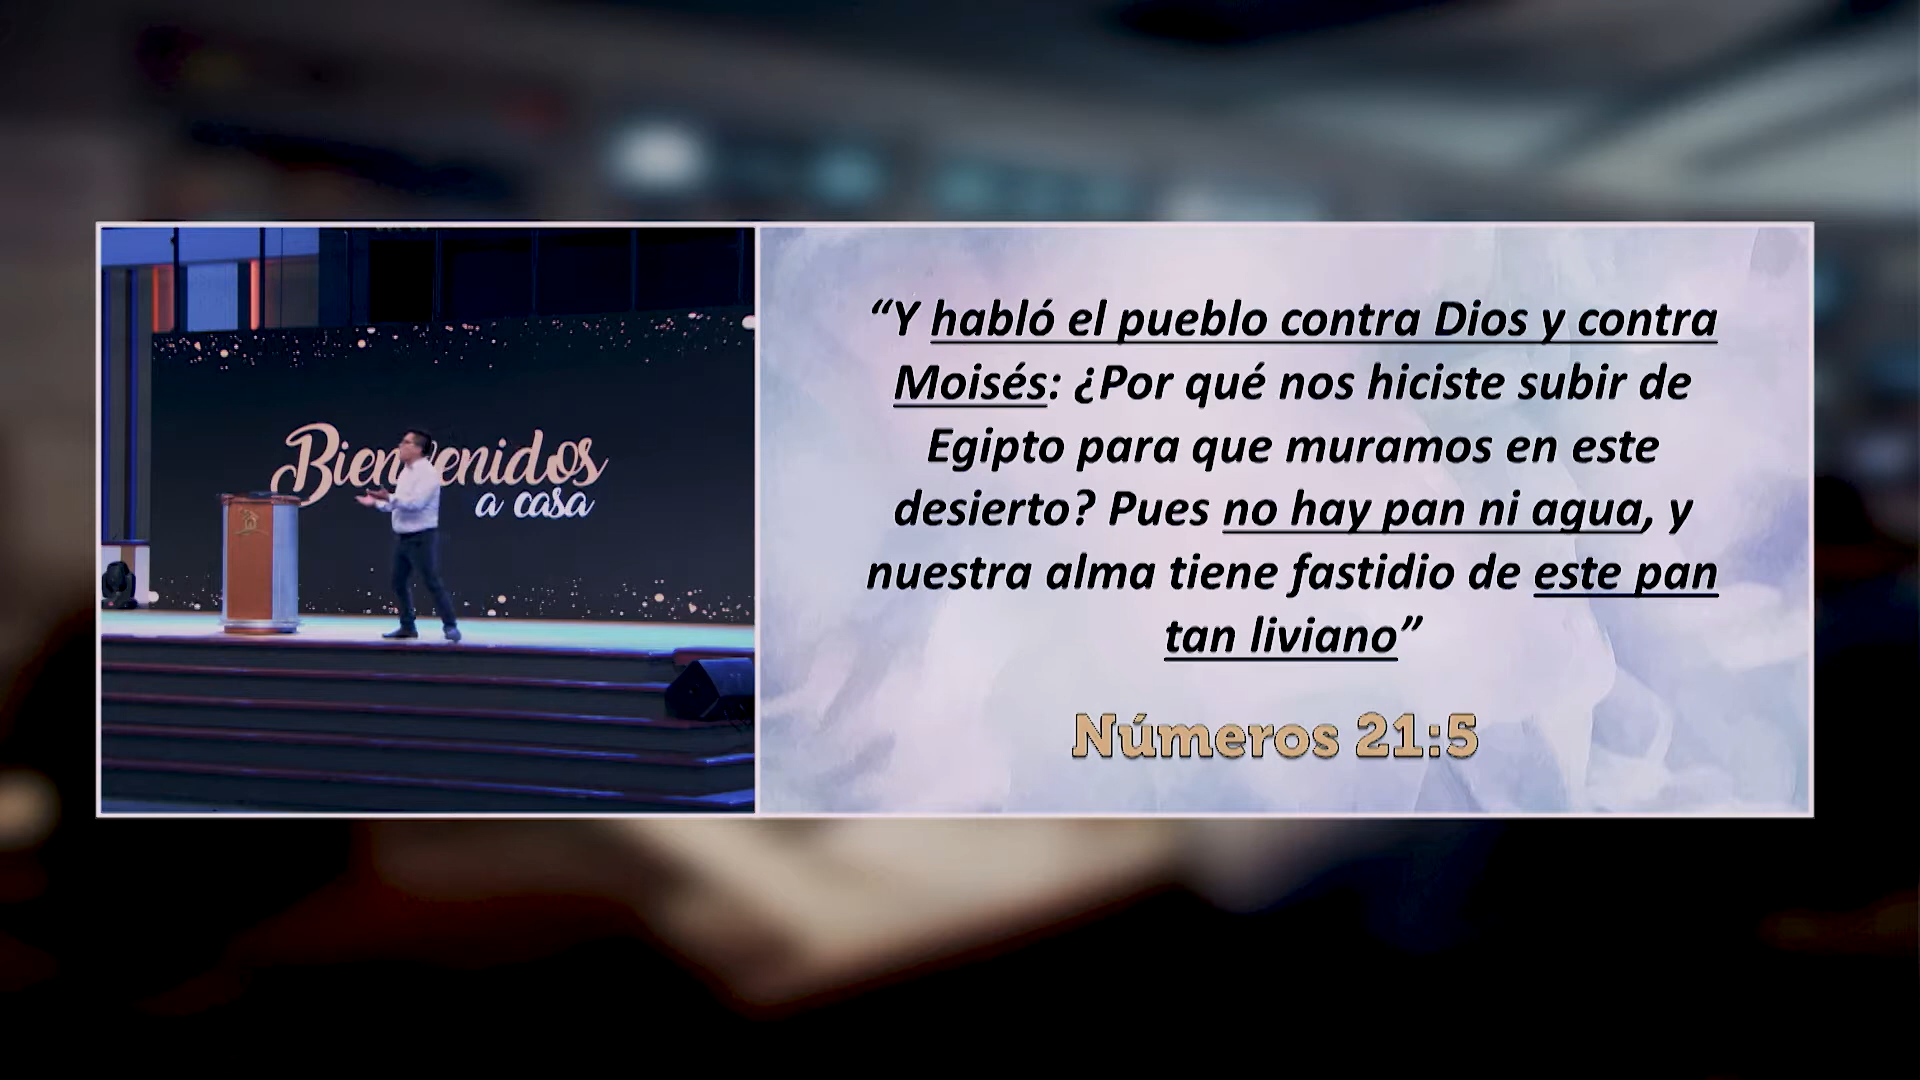 Bienvenidos
a casa
“Y habló el pueblo contra Dios y contra
Moisés: ¿Por qué nos hiciste subir de
Egipto para que muramos en este
desierto? Pues no hay pan ni agua, y
nuestra alma tiene fastidio de este pan
tan liviano”
Números 21:5